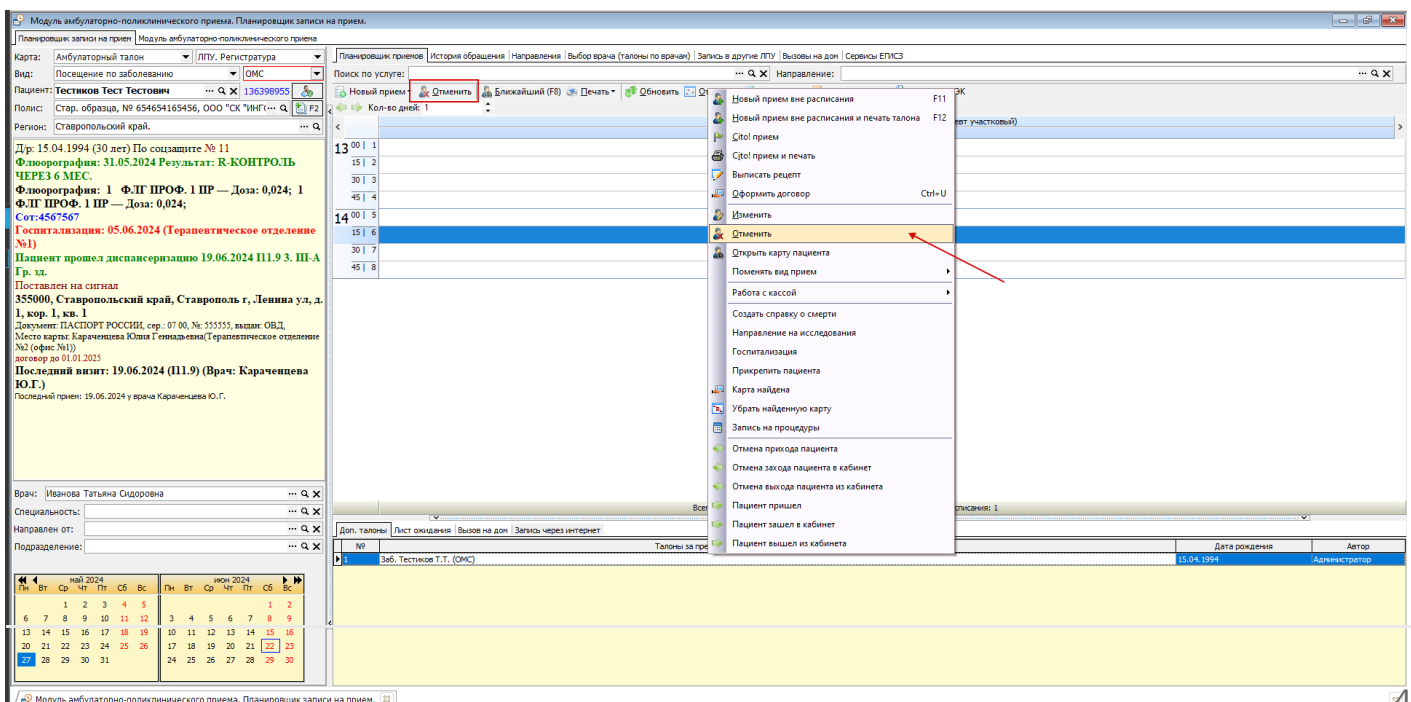 Модуль амбулаторно-поликлинического приема. Планировщик записи на прием.
Планировщик записи на прием Модуль амбулаторно-поликлинического приема
Карта: Амбулаторный талон ЛПУ. Регистратура
Вид: Посещение по заболеванию ОМС
Пациент: Тестиков Тест Тестович 136398955
Полис: Стар. образца, № 654654165456, ООО "СК "ИНГ F2
Регион: Ставропольский край.
Д/р: 15.04.1994 (30 лет) По соцзащите № 11
Флюорография: 31.05.2024 Результат: R-КОНТРОЛЬ
ЧЕРЕЗ 6 МЕС.
Флюорография: 1 ФЛГ ПРОФ. 1 ПР — Доза: 0,024; 1
ФЛГ ПРОФ. 1 ПР — Доза: 0,024;
Сот:4567567
Госпитализация: 05.06.2024 (Терапевтическое отделение
№1)
Пациент прошел диспансеризацию 19.06.2024 П11.9 3. III-А
Гр. зд.
Поставлен на сигнал
355000, Ставропольский край, Ставрополь г, Ленина ул, д.
1, кор. 1, кв. 1
Документ: ПАСПОРТ РОССИИ, сер.: 07 00, №: 555555, выдан: ОВД,
Место карты: Караченцева Юлия Геннадьевна(Терапевтическое отделение
№2 (офис №1))
договор до 01.01.2025
Последний визит: 19.06.2024 (I11.9) (Врач: Караченцева
Ю.Г.)
Последний прием: 19.06.2024 у врача Караченцева Ю.Г.
Врач: Иванова Татьяна Сидоровна
Специальность:
Направлен от:
Подразделение:
май 2024 июн 2024
Пн Вт Ср Чт Пт Сб Вс Пн Вт Ср Чт Пт Сб Вс
1 2 3 4 5 1 2
6 7 8 9 10 11 12 3 4 5 6 7 8 9
13 14 15 16 17 18 19 10 11 12 13 14 15 16
20 21 22 23 24 25 26 17 18 19 20 21 22 23
27 28 29 30 31 24 25 26 27 28 29 30
Планировщик приемов История обращения Направления Выбор врача (талоны по врачам) Запись в другие ЛПУ Вызовы на дом Сервисы ЕГИСЗ
Поиск по услуге: Направление:
Новый прием Отменить Ближайший (F8) Печать Обновить
Кол-во дней: 1
участковый)
13 00 1
15 2
30 3
45 4
14 00 5
15 6
30 7
45 8
Новый прием вне расписания F11
Новый прием вне расписания и печать талона F12
Cito! прием
Cito! прием и печать
Выписать рецепт
Оформить договор Ctrl+U
Изменить
Отменить
Открыть карту пациента
Поменять вид прием
Работа с кассой
Создать справку о смерти
Направление на исследования
Госпитализация
Прикрепить пациента
Карта найдена
Убрать найденную карту
Запись на процедуры
Отмена прихода пациента
Отмена захода пациента в кабинет
Отмена выхода пациента из кабинета
Пациент пришел
Пациент зашел в кабинет
Пациент вышел из кабинета
Доп. талоны Лист ожидания Вызов на дом Запись через интернет
№ Талоны за Дата рождения Автор
1 Заб. Тестиков Т.Т. (ОМС) 15.04.1994 Администратор
Модуль амбулаторно-поликлинического приема. Планировщик записи на прием.